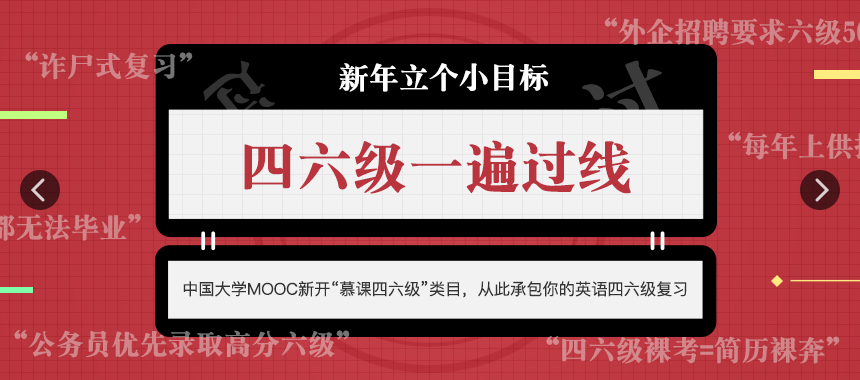 “外企招聘要求六级50
“诈尸式复习”
新年立个小目标
四六级一遍过线
“每年上供
都无法毕业”
中国大学MOOC新开“慕课四六级”类目，从此承包你的英语四六级复习
“公务员优先录取高分六级”
“四六级裸考=简历裸奔”